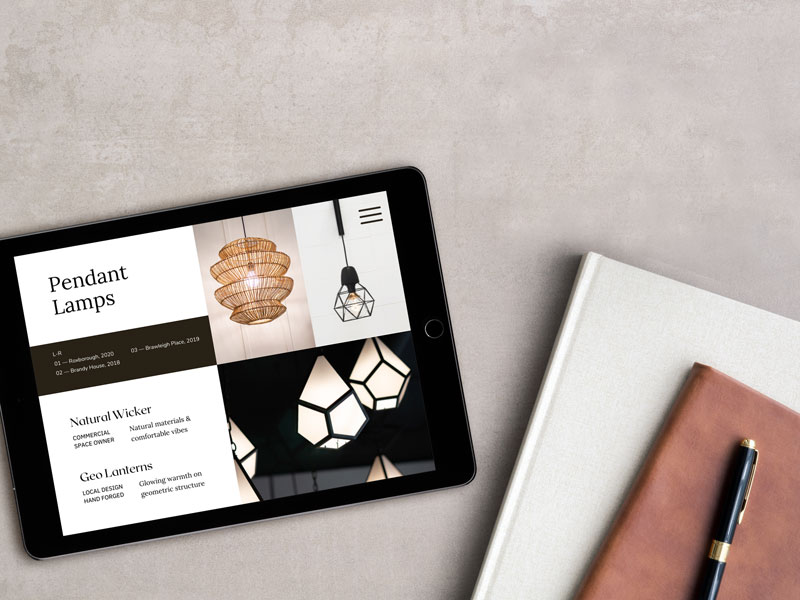 Pendant
Lamps
L-R
01 — Roxborough, 2020
02 — Brandy House, 2018
03 — Brawleigh Place, 2019
Natural Wicker
COMMERCIAL
SPACE OWNER
Natural materials &
comfortable vibes
Geo Lanterns
LOCAL DESIGN
HAND FORGED
Glowing warmth on
geometric structure